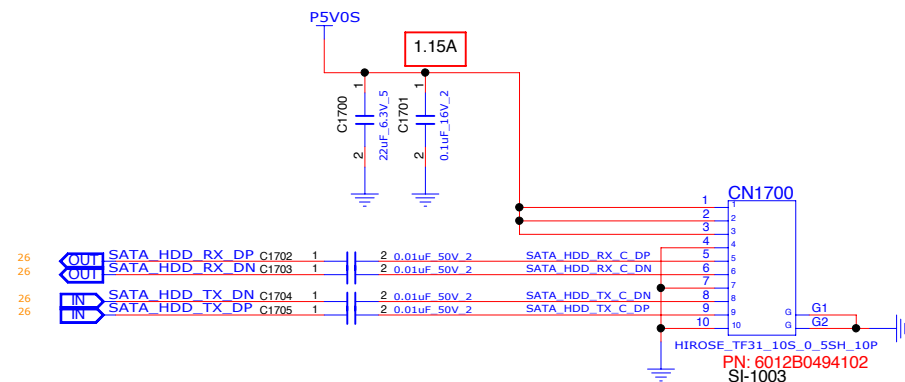 P5V0S
1.15A
1 1
C1700 22uF_6.3V_5 C1701 0.1uF_16V_2
2 2
CN1700
1 1
2 2
3 3
4 4
26 OUT SATA_HDD_RX_DP C1702 1 2 0.01uF_50V_2 SATA_HDD_RX_C_DP 5 5
26 OUT SATA_HDD_RX_DN C1703 1 2 0.01uF_50V_2 SATA_HDD_RX_C_DN 6 6
7 7
26 IN SATA_HDD_TX_DN C1704 1 2 0.01uF_50V_2 SATA_HDD_TX_C_DN 8 8
26 IN SATA_HDD_TX_DP C1705 1 2 0.01uF_50V_2 SATA_HDD_TX_C_DP 9 9 G G1
10 10 G G2
HIROSE_TF31_10S_0_5SH_10P
PN: 6012B0494102
SI-1003